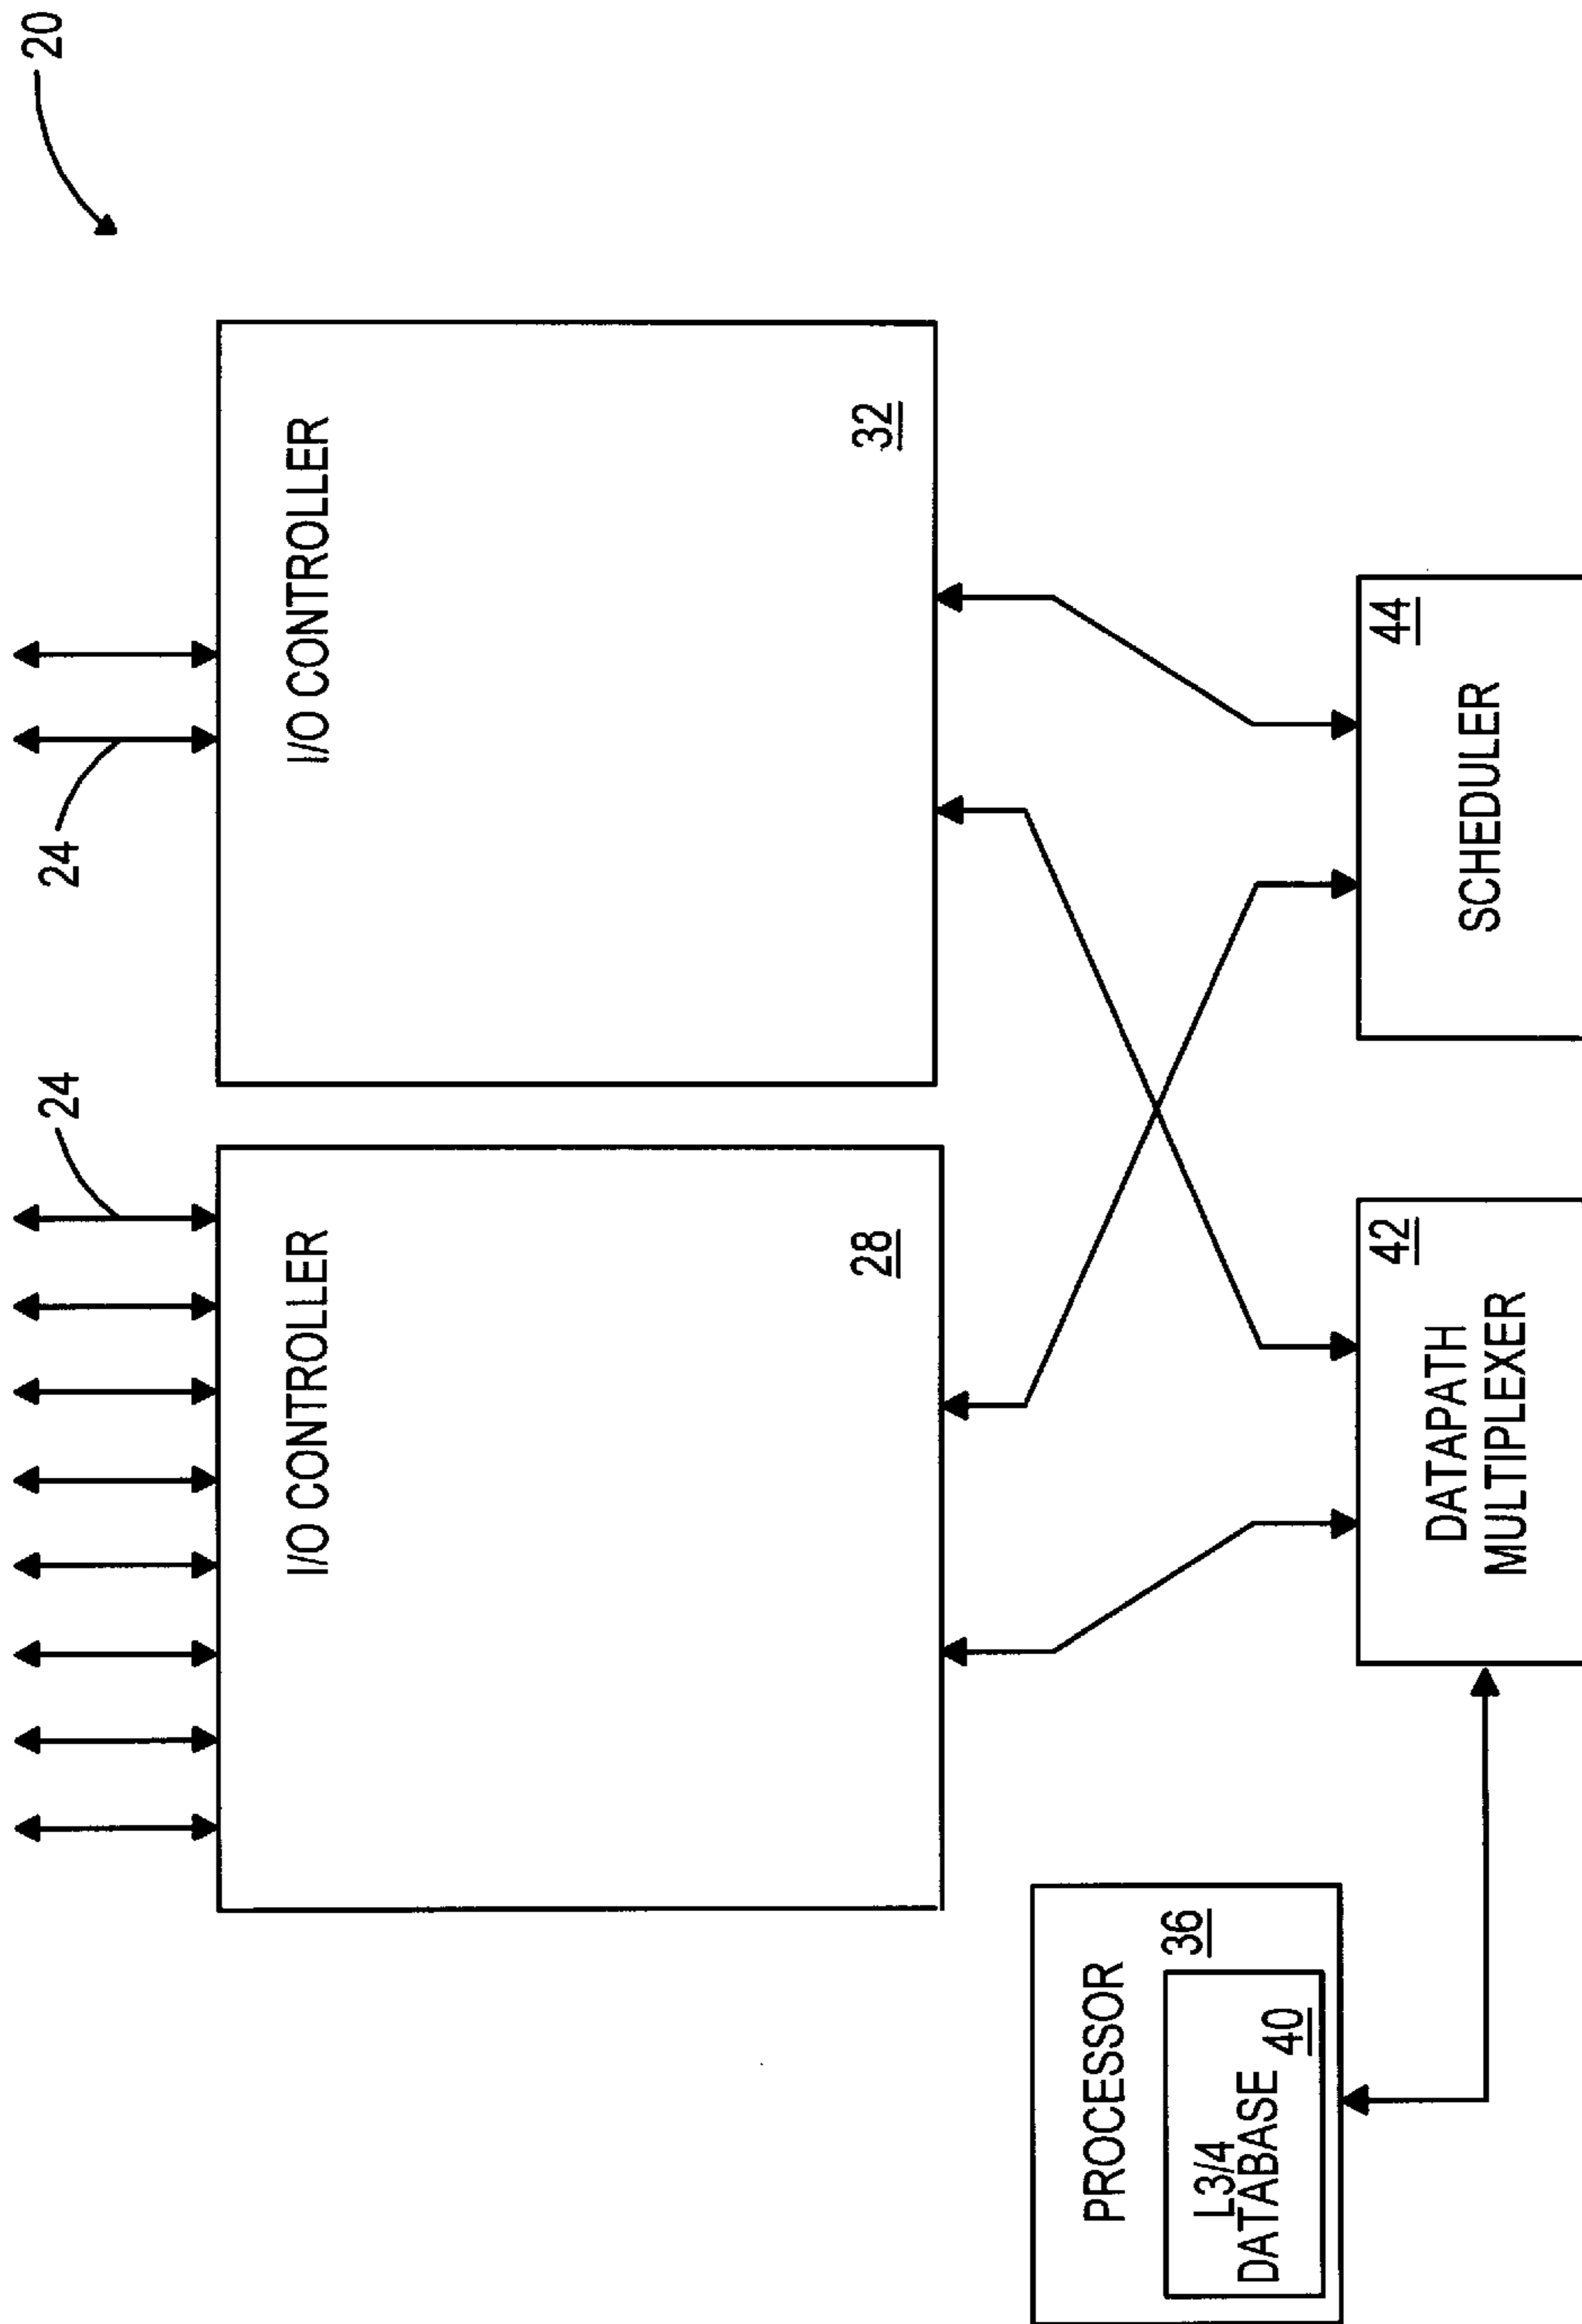 20
24
24
I/O CONTROLLER
28
I/O CONTROLLER
32
PROCESSOR
36
L3/4
DATABASE
40
DATAPATH
MULTIPLEXER
42
SCHEDULER
44